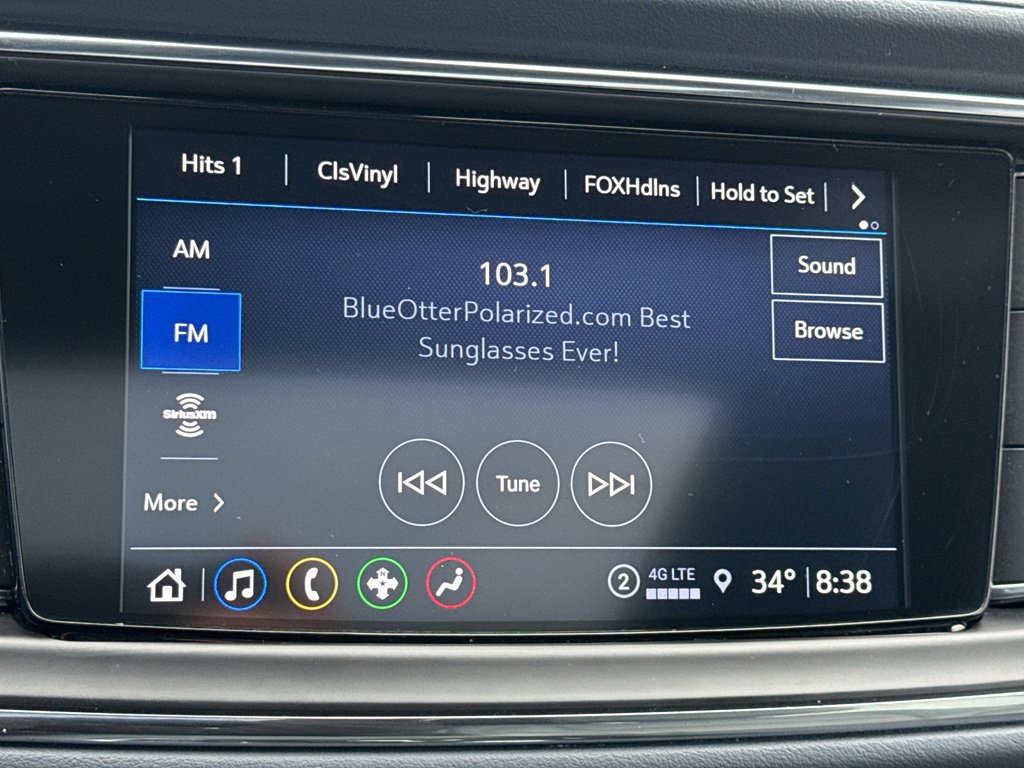 Hits 1
ClsVinyl
Highway
FOXHdlns
Hold to Set
AM
103.1
BlueOtterPolarized.com Best
Sunglasses Ever!
Sound
FM
Browse
SiriusXM
More
Tune
N
2
4G LTE
34°
8:38